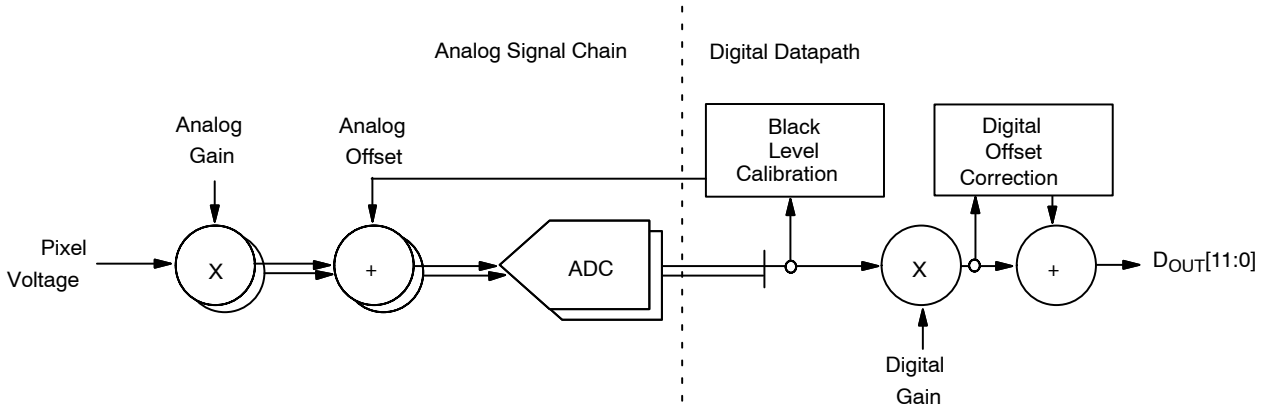 Analog Signal Chain
Digital Datapath
Analog
Gain
Analog
Offset
Black
Level
Calibration
Digital
Offset
Correction
Pixel
Voltage
X
+
ADC
X
+
DOUT[11:0]
Digital
Gain